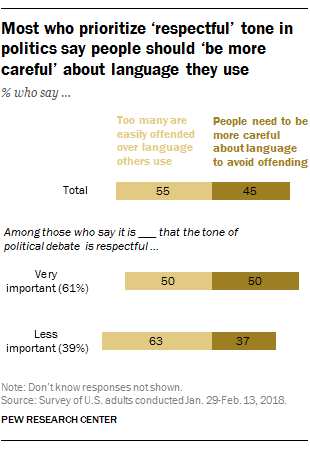 Most who prioritize ‘respectful’ tone in
politics say people should ‘be more
careful’ about language they use
% who say ...
Too many are
easily offended
over language
others use
People need to be
more careful
about language
to avoid offending
Total 55 45
Among those who say it is ___ that the tone of
political debate is respectful ...
Very
important (61%) 50 50
Less
important (39%) 63 37
Note: Don’t know responses not shown.
Source: Survey of U.S. adults conducted Jan. 29-Feb. 13, 2018.
PEW RESEARCH CENTER